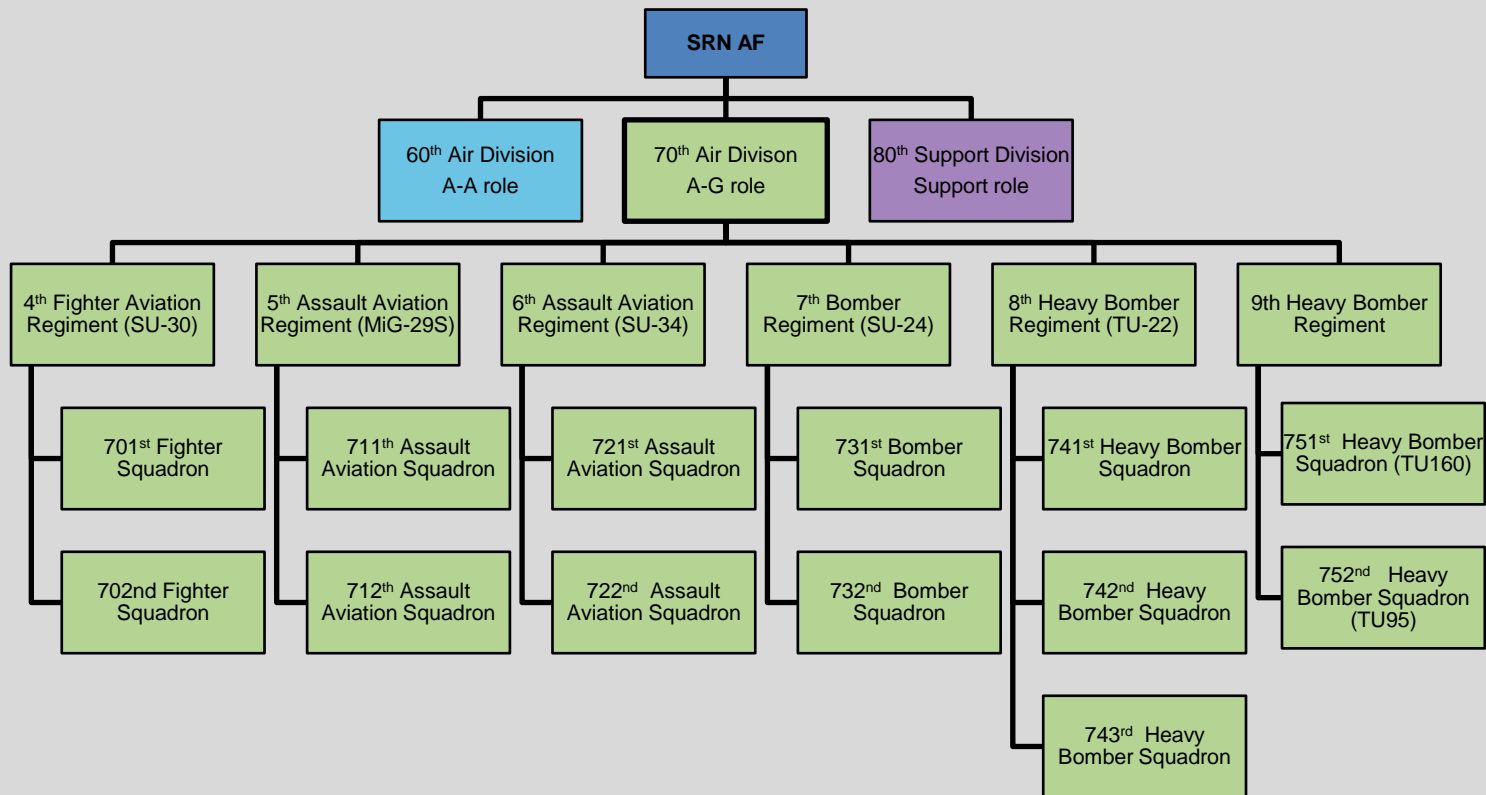 SRN AF
60th Air Division
A-A role
70th Air Divison
A-G role
80th Support Division
Support role
4th Fighter Aviation
Regiment (SU-30)
5th Assault Aviation
Regiment (MiG-29S)
6th Assault Aviation
Regiment (SU-34)
7th Bomber
Regiment (SU-24)
8th Heavy Bomber
Regiment (TU-22)
9th Heavy Bomber
Regiment
701st Fighter
Squadron
711th Assault
Aviation Squadron
721st Assault
Aviation Squadron
731st Bomber
Squadron
741st Heavy Bomber
Squadron
751st Heavy Bomber
Squadron (TU160)
702nd Fighter
Squadron
712th Assault
Aviation Squadron
722nd Assault
Aviation Squadron
732nd Bomber
Squadron
742nd Heavy
Bomber Squadron
752nd Heavy
Bomber Squadron
(TU95)
743rd Heavy
Bomber Squadron